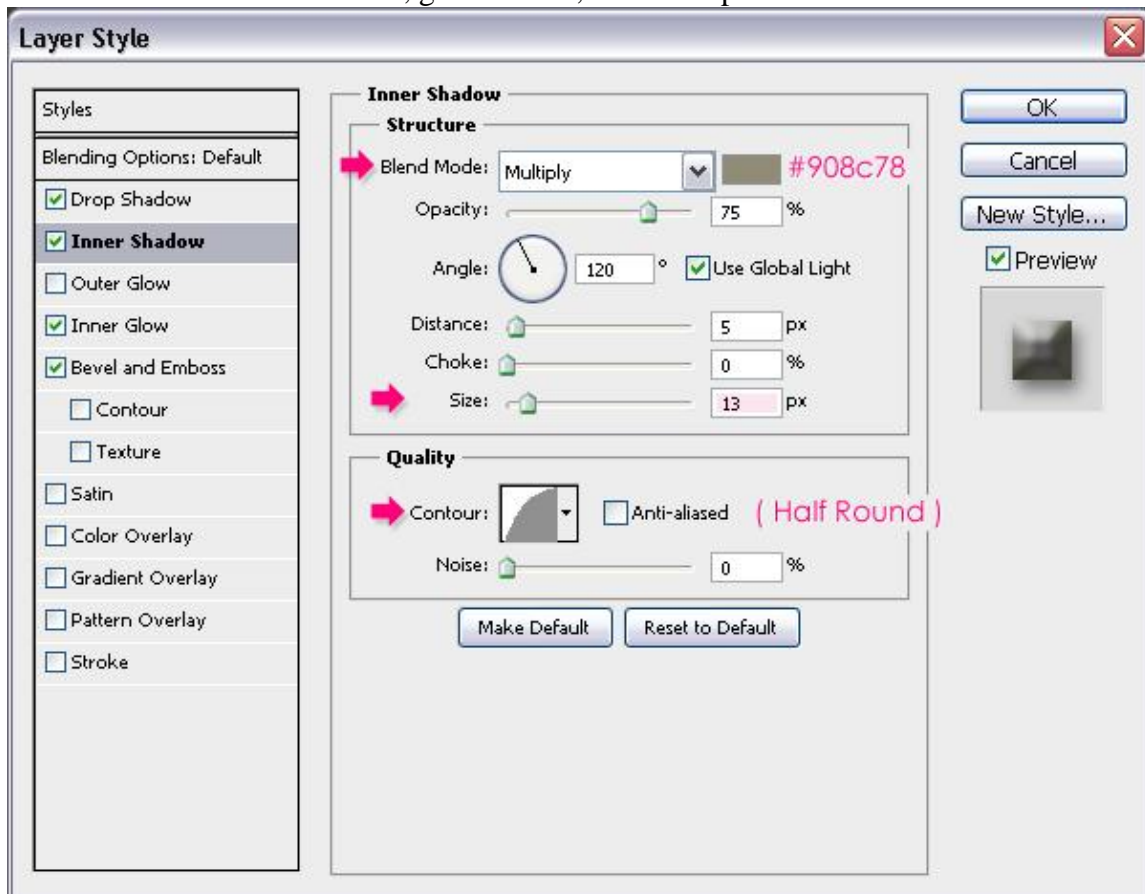 Layer Style
Styles
Blending Options: Default
Drop Shadow
Inner Shadow
Outer Glow
Inner Glow
Bevel and Emboss
Contour
Texture
Satin
Color Overlay
Gradient Overlay
Pattern Overlay
Stroke
Inner Shadow
Structure
Blend Mode: Multiply #908c78
Opacity: 75 %
Angle: 120 ° Use Global Light
Distance: 5 px
Choke: 0 %
Size: 13 px
Quality
Contour: Anti-aliased ( Half Round )
Noise: 0 %
Make Default Reset to Default
OK
Cancel
New Style...
Preview